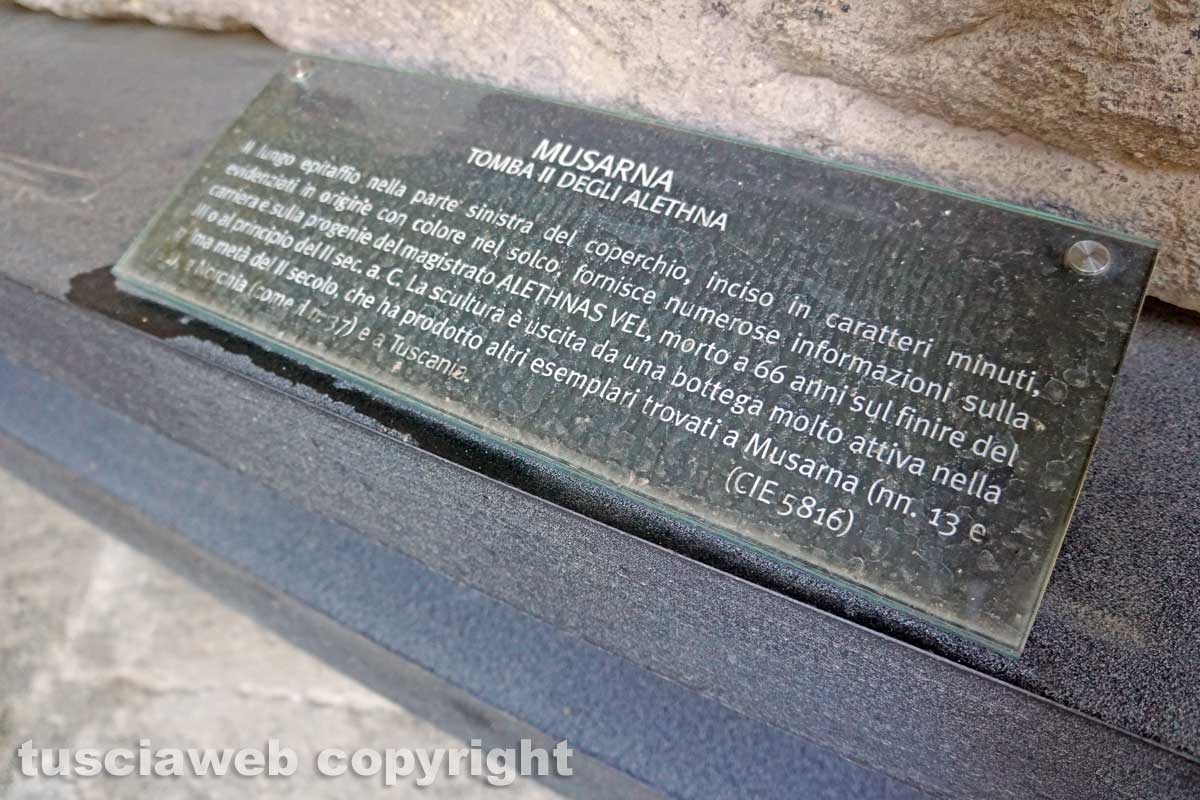 MUSARNA
TOMBA II DEGLI ALETHNA
Il lungo epitaffio nella parte sinistra del coperchio, inciso in caratteri minuti,
evidenziati in origine con colore nel solco, fornisce numerose informazioni sulla
carriera e sulla progenie del magistrato ALETHNAS VEL, morto a 66 anni sul finire del
III o al principio del II sec. a. C. La scultura è uscita da una bottega molto attiva nella
ma metà del II secolo, che ha prodotto altri esemplari trovati a Musarna (nn. 13 e
Norchia (come il n. 37) e a Tuscania.
(CIE 5816)
tusciaweb copyright